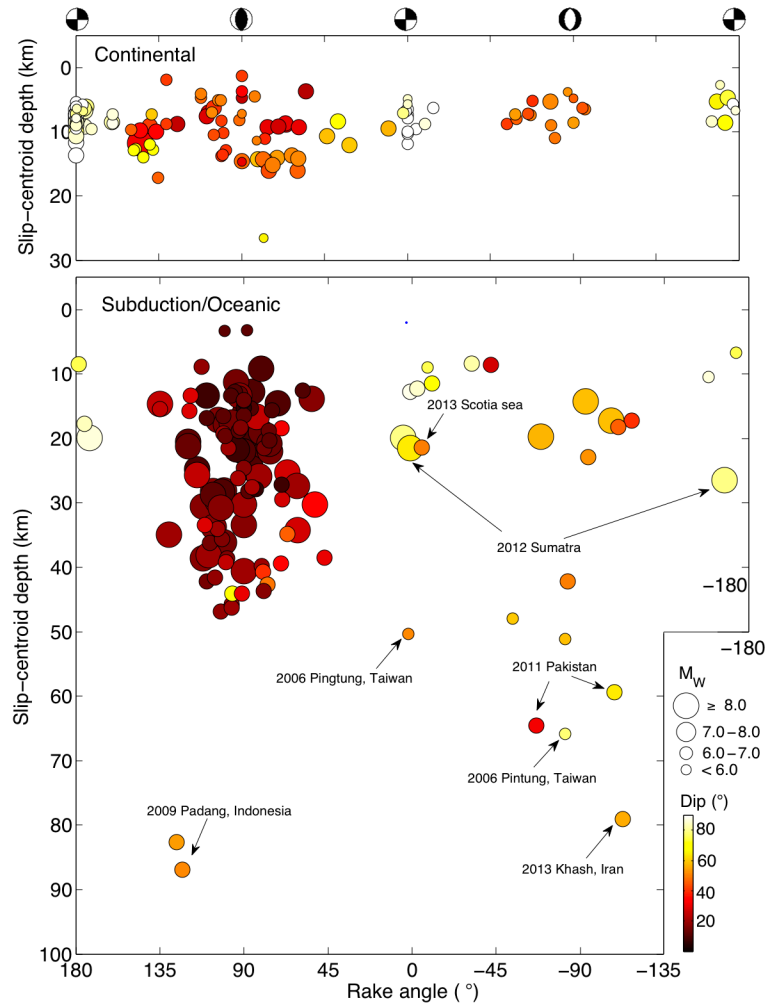 Continental
Slip−centroid depth (km)
0
10
20
30
Subduction/Oceanic
Slip−centroid depth (km)
0
10
20
30
40
50
60
70
80
90
100
2013 Scotia sea
2012 Sumatra
−180
−180
2006 Pingtung, Taiwan
2011 Pakistan
2006 Pintung, Taiwan
2009 Padang, Indonesia
2013 Khash, Iran
MW
≥ 8.0
7.0−8.0
6.0−7.0
< 6.0
Dip (°)
80
60
40
20
180 135 90 45 0 −45 −90 −135
Rake angle ( °)